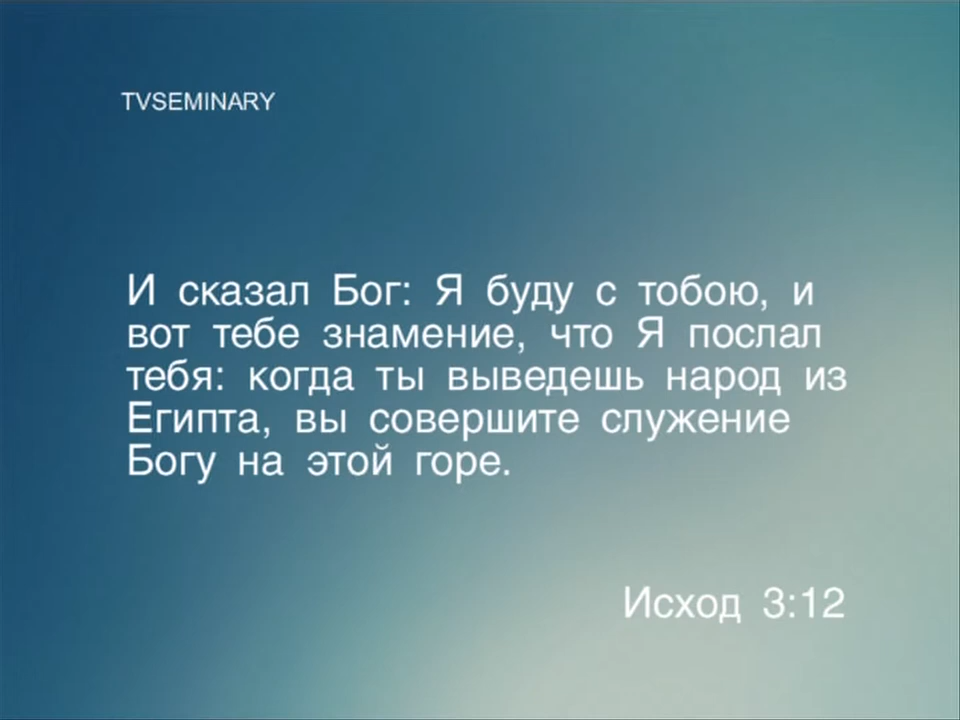 TVSEMINARY
И сказал Бог: Я буду с тобою, и
вот тебе знамение, что Я послал
тебя: когда ты выведешь народ из
Египта, вы совершите служение
Богу на этой горе.
Исход 3:12